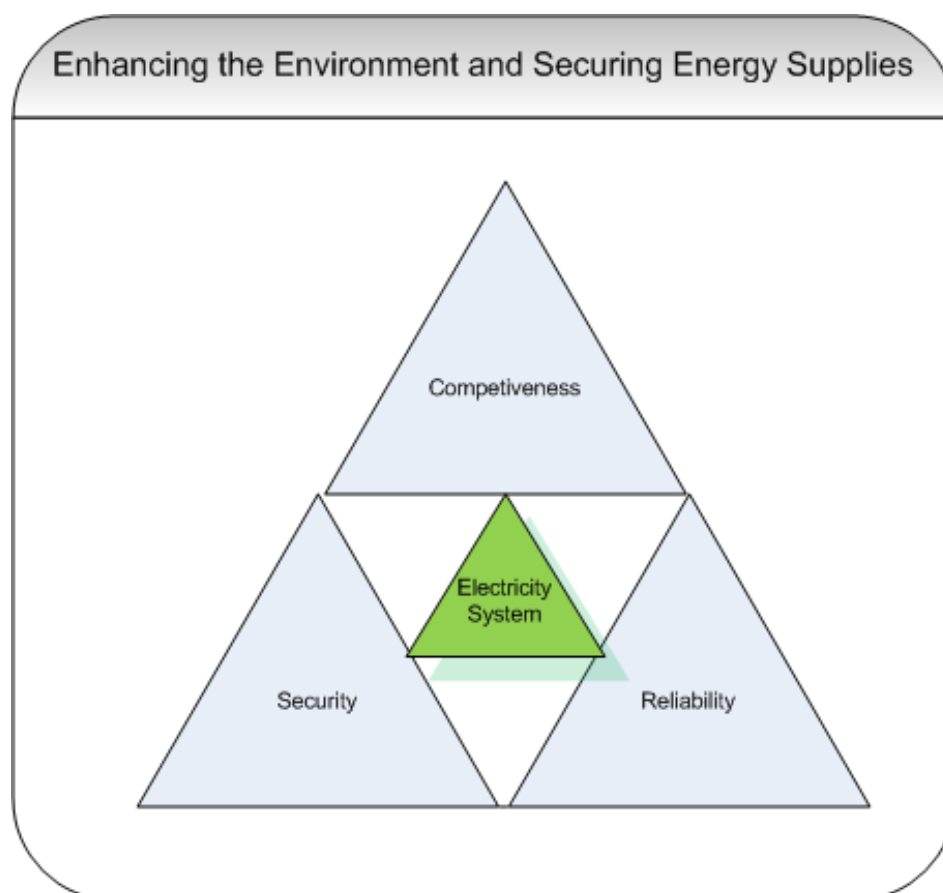 Enhancing the Environment and Securing Energy Supplies
Competiveness
Electricity
System
Security
Reliability